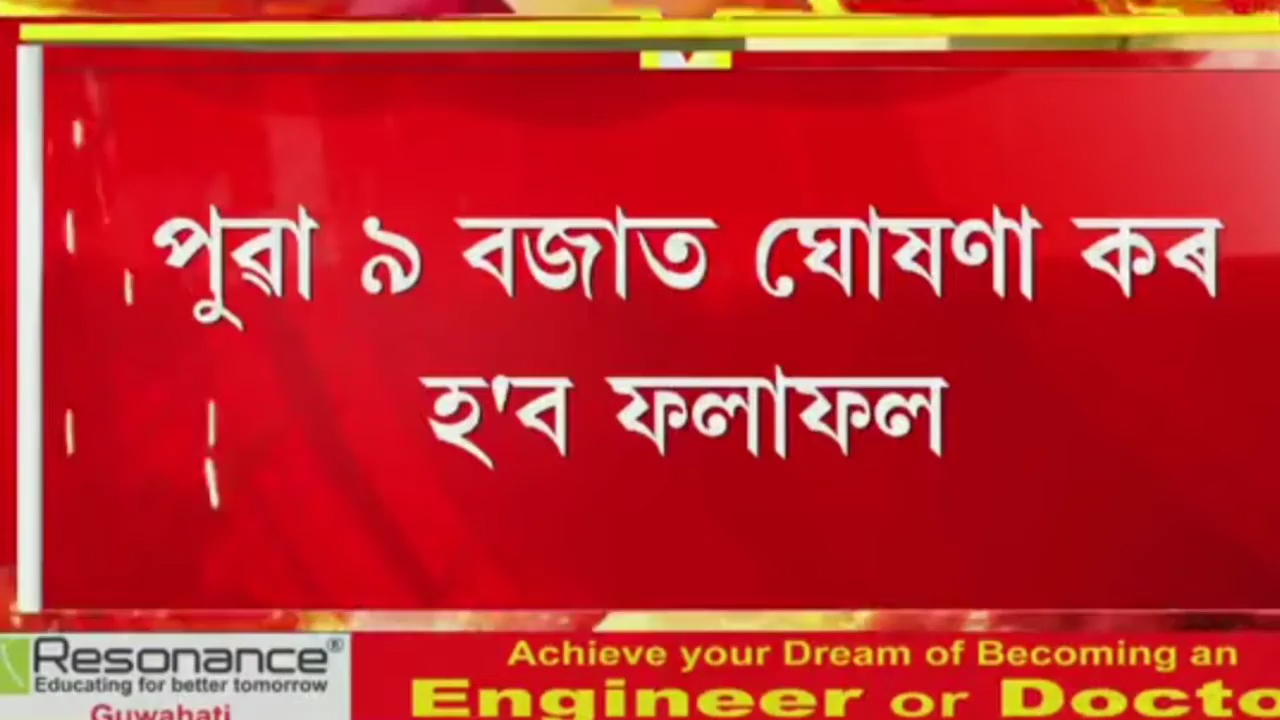 পুৱা ৯ বজাত ঘোষণা কৰ
হ'ব ফলাফল
Resonance®
Educating for better tomorrow
Guwahati
Achieve your Dream of Becoming an
Engineer or Docto